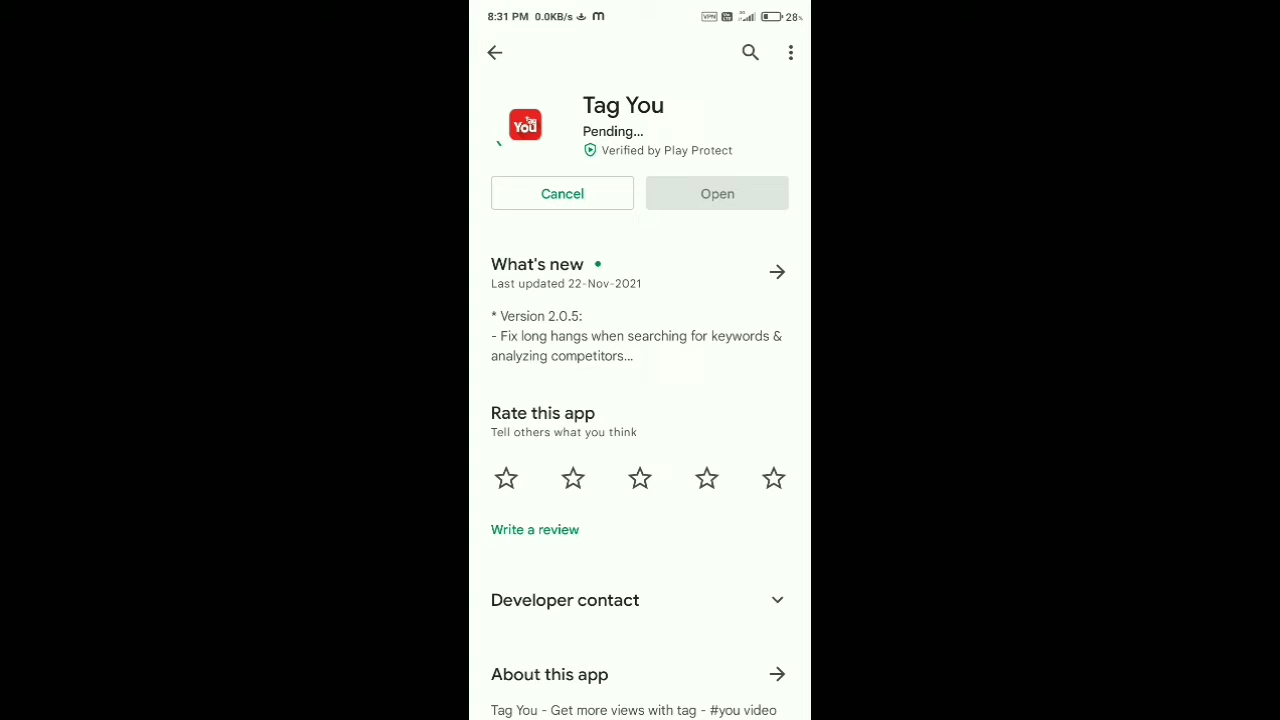 8:31 PM 0.0KB/s m VPN 28%
Tag You
You
Pending...
Verified by Play Protect
Cancel Open
What's new
Last updated 22-Nov-2021
* Version 2.0.5:
- Fix long hangs when searching for keywords &
analyzing competitors...
Rate this app
Tell others what you think
Write a review
Developer contact
About this app
Tag You - Get more views with tag - #you video